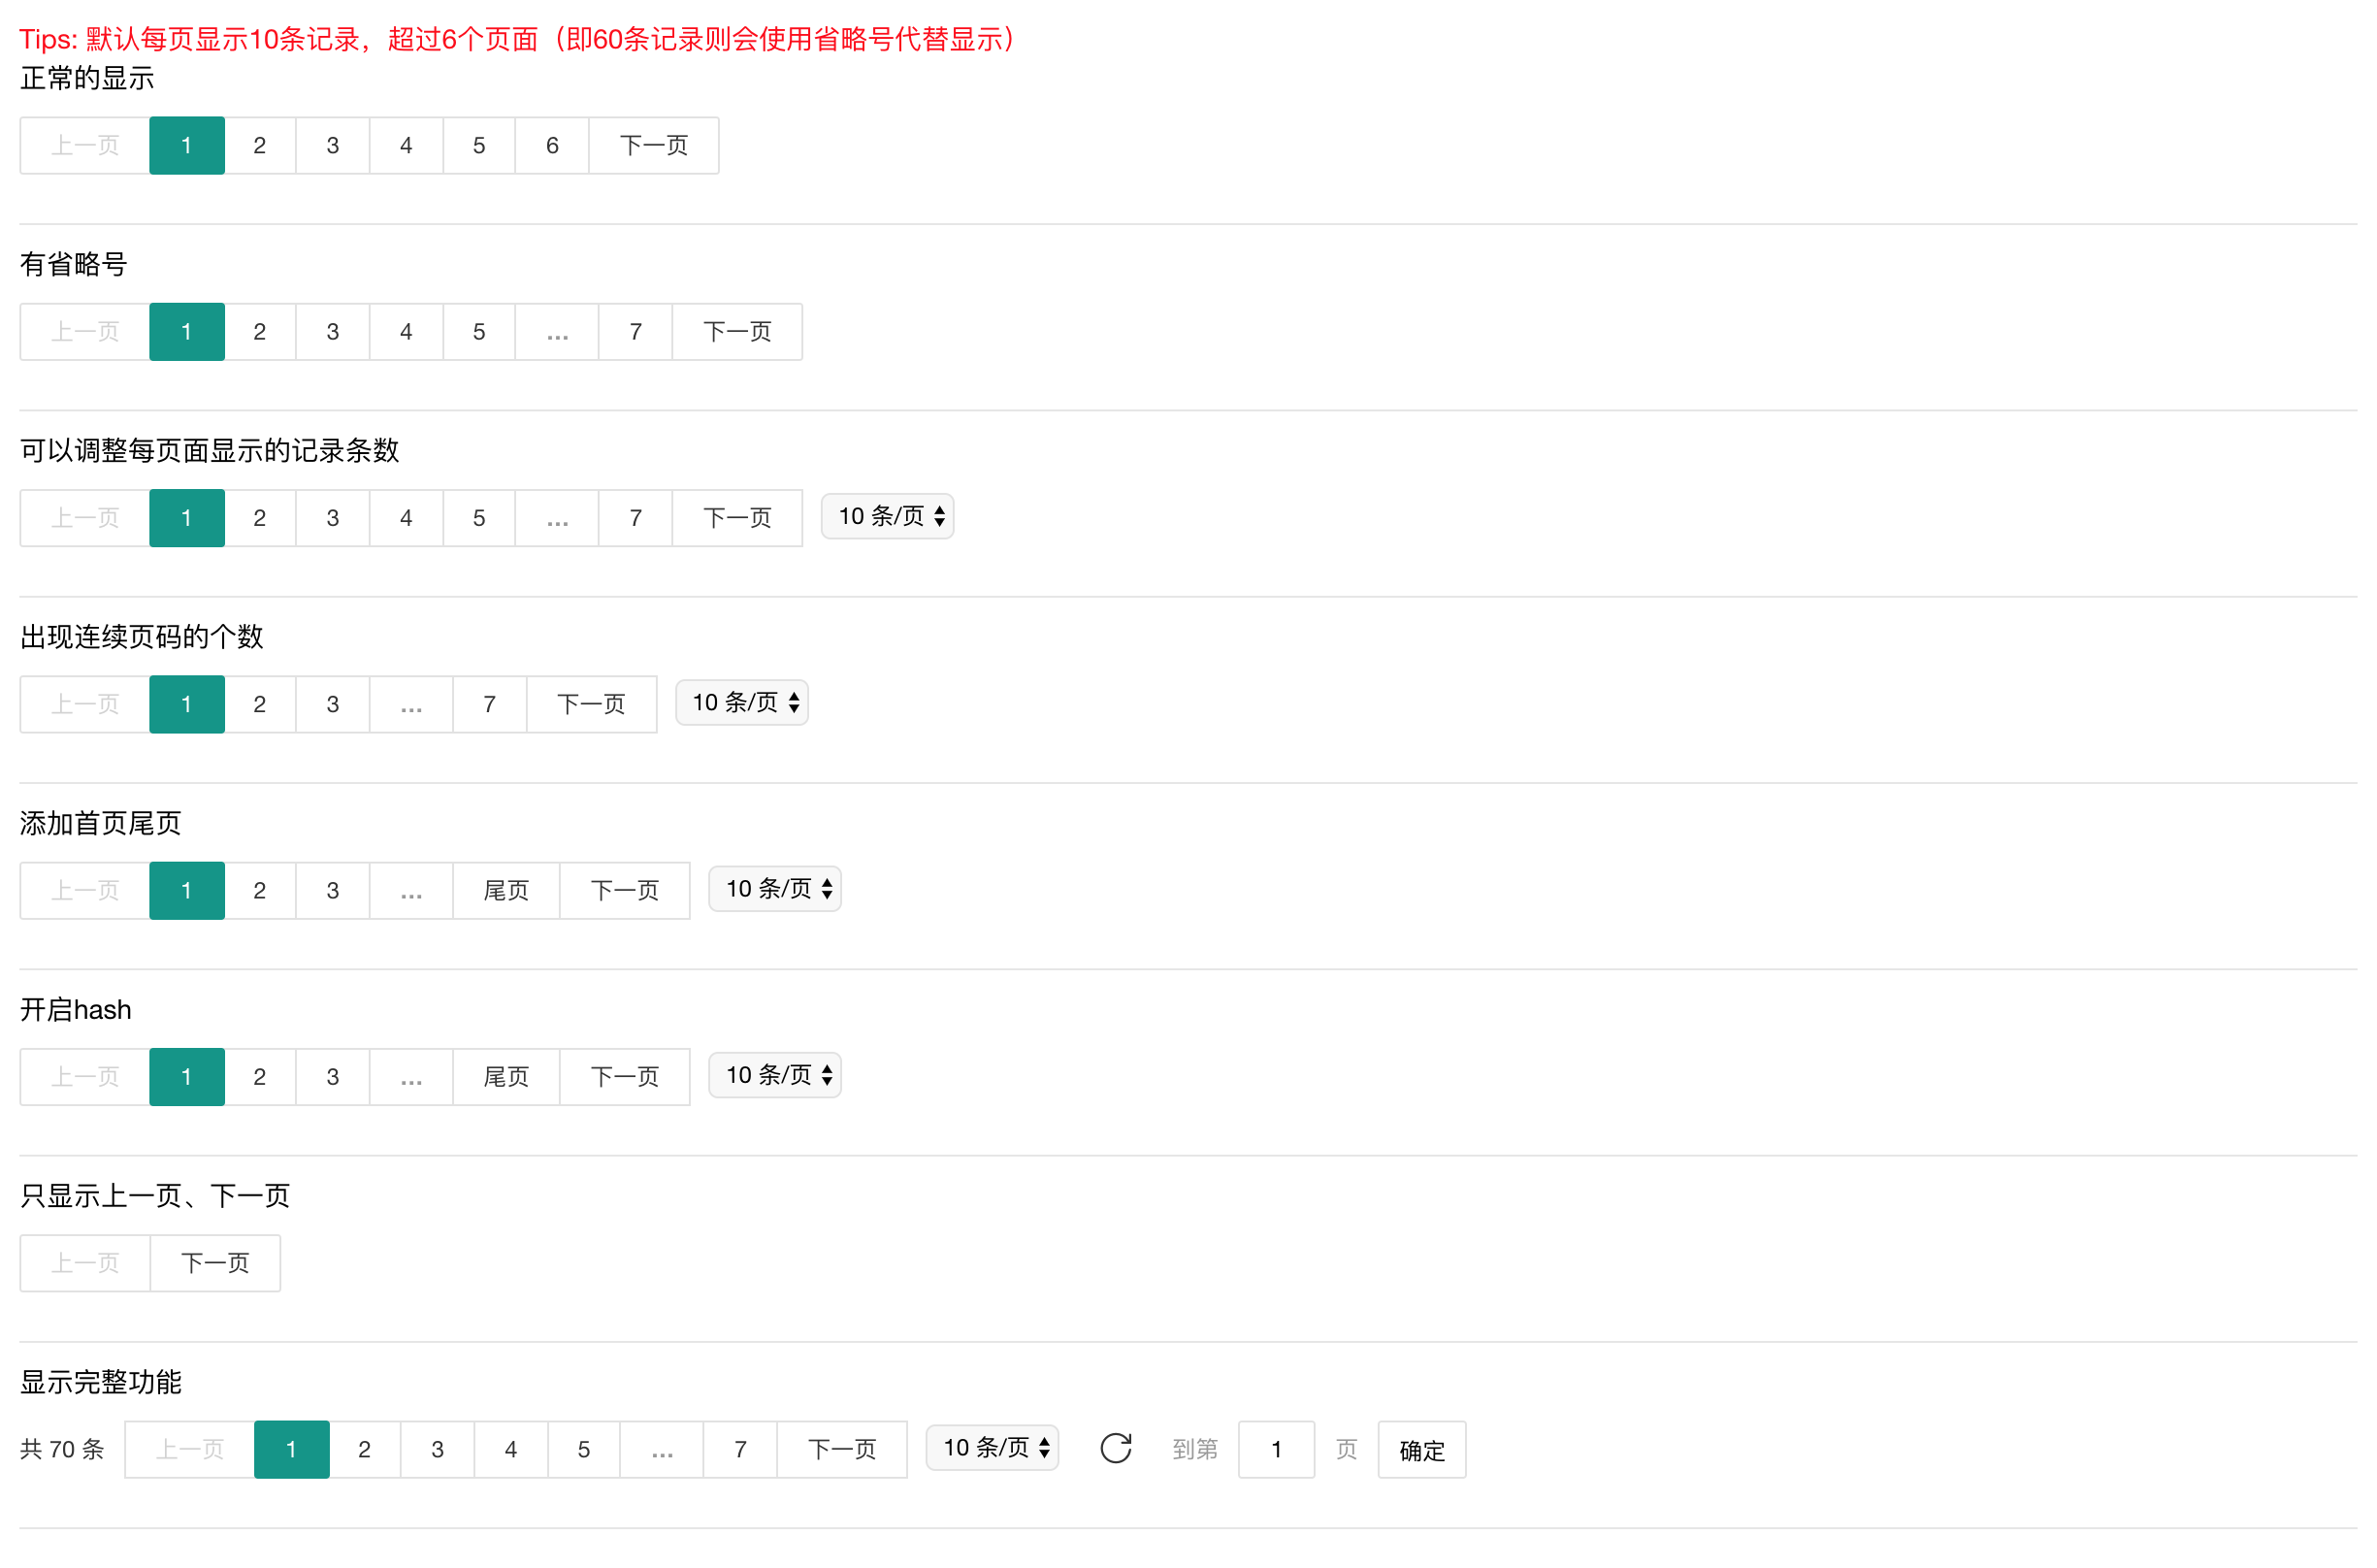 Tips: 默认每页显示10条记录，超过6个页面（即60条记录则会使用省略号代替显示）
正常的显示
上一页 1 2 3 4 5 6 下一页
有省略号
上一页 1 2 3 4 5 … 7 下一页
可以调整每页面显示的记录条数
上一页 1 2 3 4 5 … 7 下一页 10 条/页
出现连续页码的个数
上一页 1 2 3 … 7 下一页 10 条/页
添加首页尾页
上一页 1 2 3 … 尾页 下一页 10 条/页
开启hash
上一页 1 2 3 … 尾页 下一页 10 条/页
只显示上一页、下一页
上一页 下一页
显示完整功能
共 70 条 上一页 1 2 3 4 5 … 7 下一页 10 条/页 到第 1 页 确定